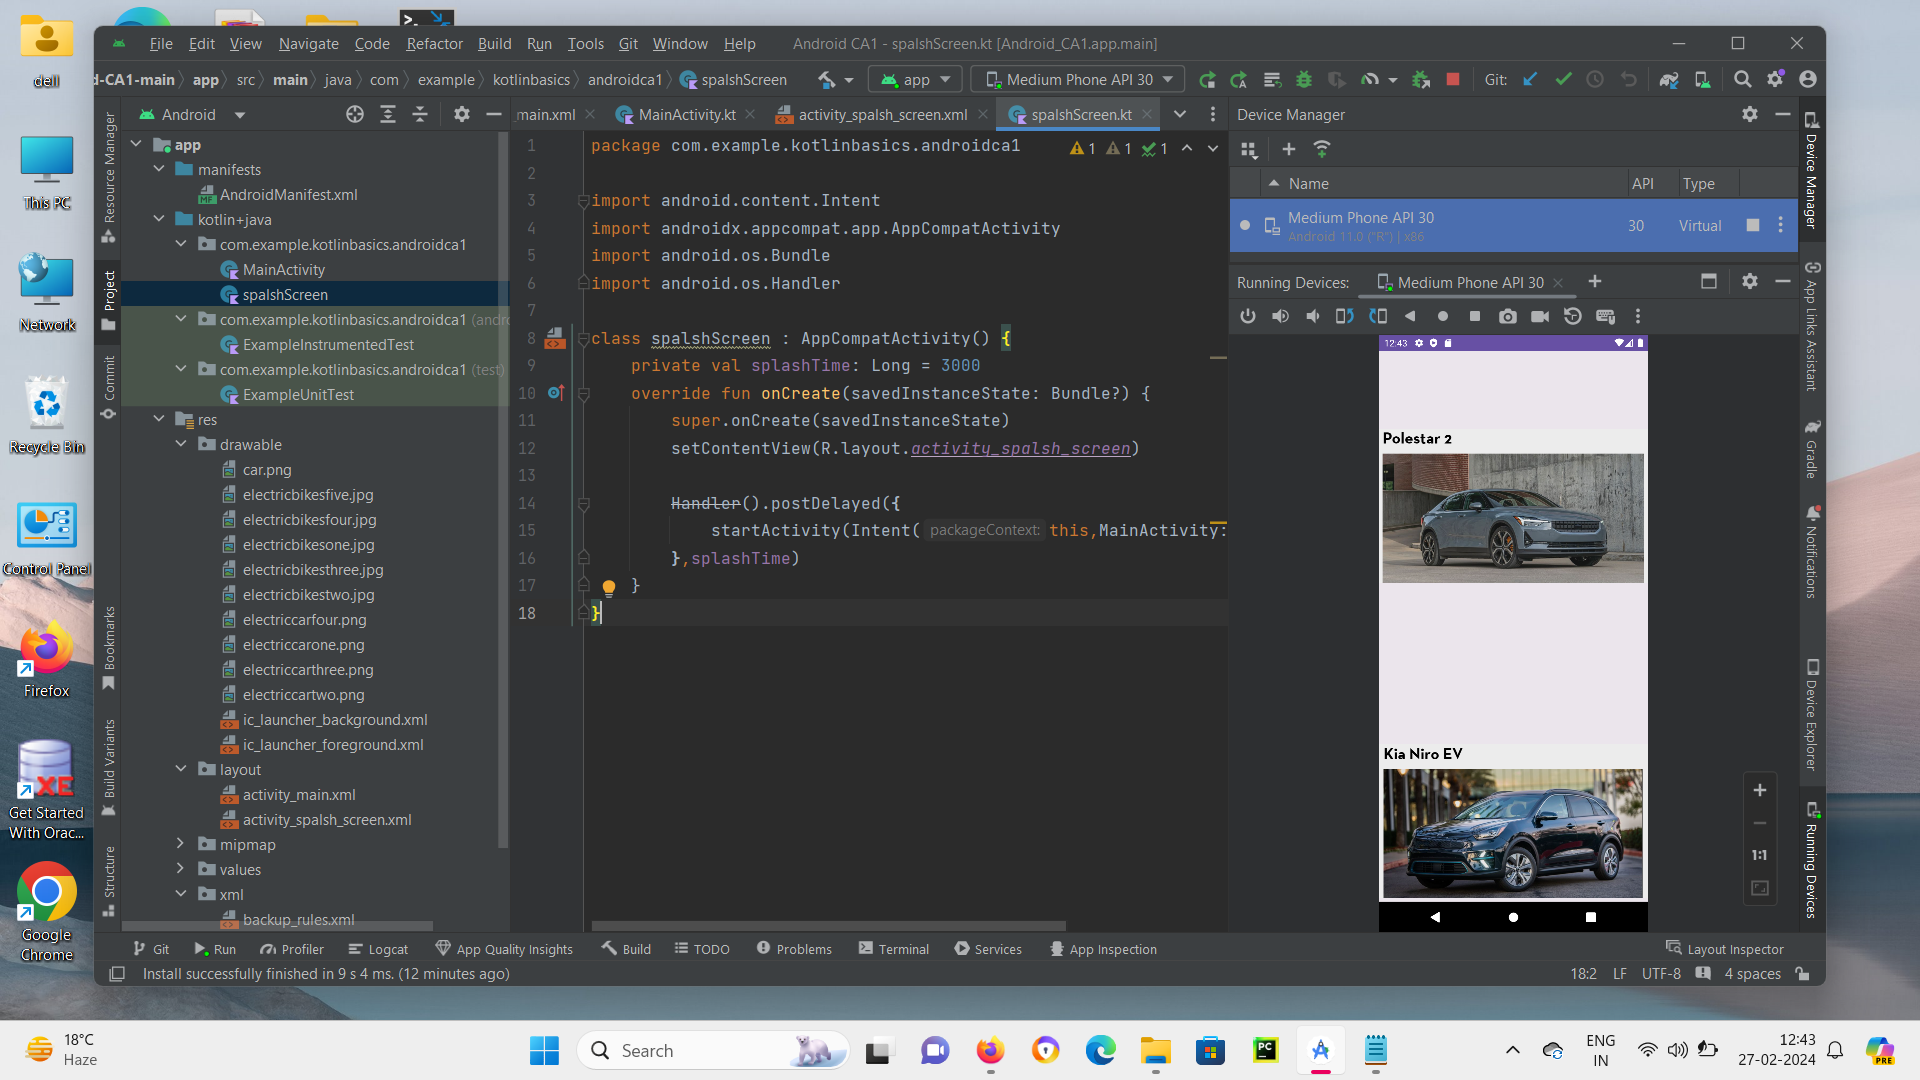 dell
This PC
Network
Recycle Bin
Control Panel
Firefox
Get Started
With Orac...
Google
Chrome
File Edit View Navigate Code Refactor Build Run Tools Git Window Help Android CA1 - spalshScreen.kt [Android_CA1.app.main]
d-CA1-main app src main java com example kotlinbasics androidca1 spalshScreen app Medium Phone API 30 Git:
Android
Resource Manager
Project
Commit
Bookmarks
Build Variants
Structure
app
manifests
AndroidManifest.xml
kotlin+java
com.example.kotlinbasics.androidca1
MainActivity
spalshScreen
com.example.kotlinbasics.androidca1 (andro
ExampleInstrumentedTest
com.example.kotlinbasics.androidca1 (test)
ExampleUnitTest
res
drawable
car.png
electricbikesfive.jpg
electricbikesfour.jpg
electricbikesone.jpg
electricbikesthree.jpg
electricbikestwo.jpg
electriccarfour.png
electriccarone.png
electriccarthree.png
electriccartwo.png
ic_launcher_background.xml
ic_launcher_foreground.xml
layout
activity_main.xml
activity_spalsh_screen.xml
mipmap
values
xml
backup_rules.xml
main.xml MainActivity.kt activity_spalsh_screen.xml spalshScreen.kt
1 1 1
1 package com.example.kotlinbasics.androidca1
2
3 import android.content.Intent
4 import androidx.appcompat.app.AppCompatActivity
5 import android.os.Bundle
6 import android.os.Handler
7
8 class spalshScreen : AppCompatActivity() {
9 private val splashTime: Long = 3000
10 override fun onCreate(savedInstanceState: Bundle?) {
11 super.onCreate(savedInstanceState)
12 setContentView(R.layout.activity_spalsh_screen)
13
14 Handler().postDelayed({
15 startActivity(Intent( packageContext: this,MainActivity:
16 },splashTime)
17 }
18 }
Device Manager
Name API Type
Medium Phone API 30 30 Virtual
Android 11.0 ("R") | x86
Running Devices: Medium Phone API 30
12:43
Polestar 2
Kia Niro EV
1:1
Device Manager
App Links Assistant
Gradle
Notifications
Device Explorer
Running Devices
Git Run Profiler Logcat App Quality Insights Build TODO Problems Terminal Services App Inspection Layout Inspector
Install successfully finished in 9 s 4 ms. (12 minutes ago) 18:2 LF UTF-8 4 spaces
18°C
Haze
Search
PC
ENG
IN
12:43
27-02-2024
PRE